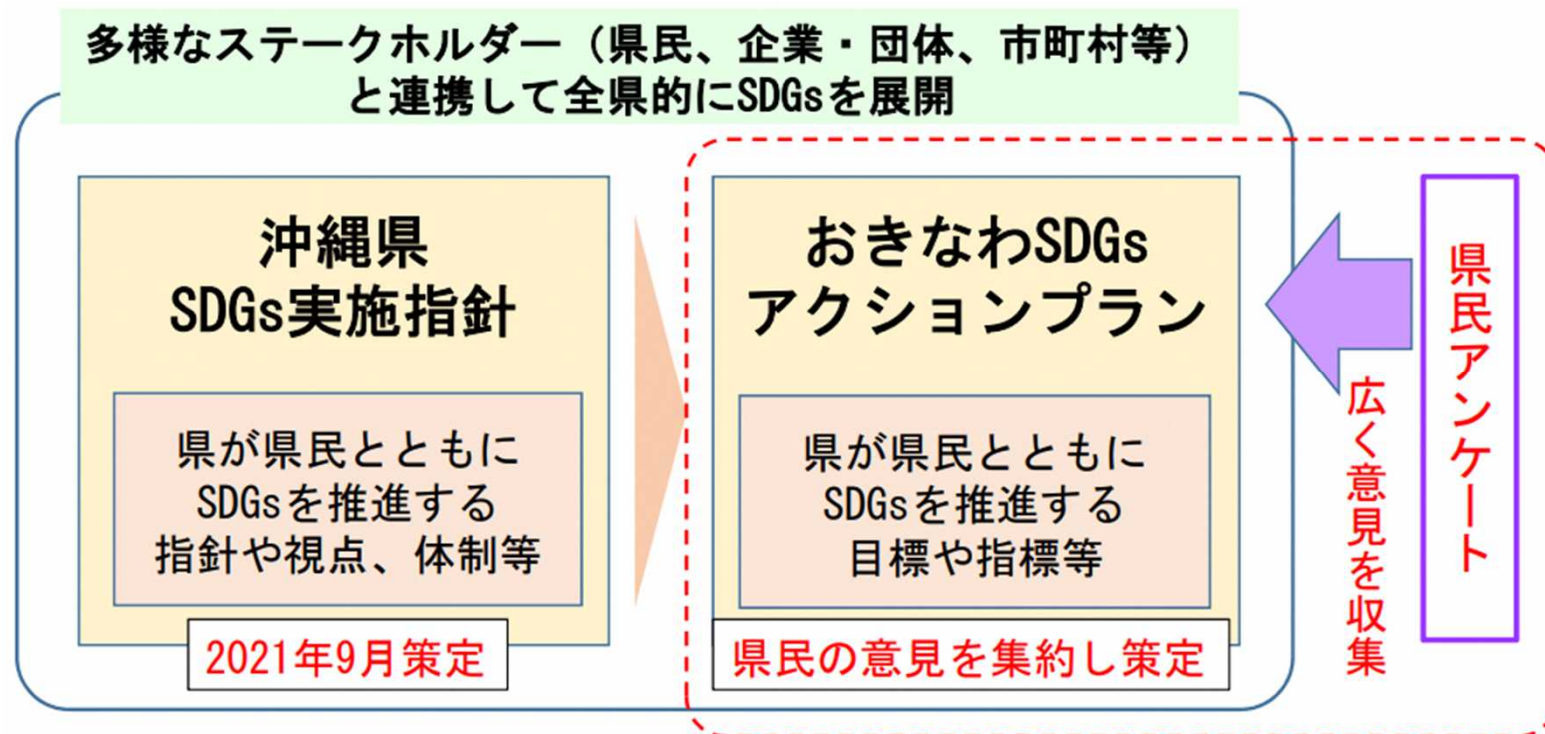 多様なステークホルダー（県民、企業・団体、市町村等）
と連携して全県的にSDGsを展開
沖縄県
SDGs実施指針
県が県民とともに
SDGsを推進する
指針や視点、体制等
2021年9月策定
おきなわSDGs
アクションプラン
県が県民とともに
SDGsを推進する
目標や指標等
県民の意見を集約し策定
県民アンケート
広く意見を収集